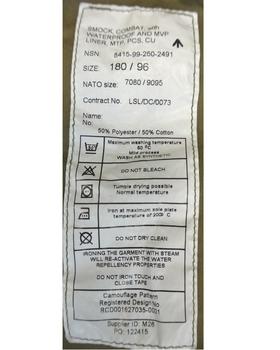 SMOCK, COMBAT, with
WATERPROOF AND MVP
LINER, MTP, PCS, CU
NSN: 8415-99-250-2491
SIZE: 180 / 96
NATO size: 7080 / 9095
Contract No. LSL/DC/0073
Name:
No:
50% Polyester / 50% Cotton
Maximum washing temperature
60 °C
Mild process
WASH AS SYNTHETIC
DO NOT BLEACH
Tumble drying possible
Normal temperature
Iron at maximum sole plate
temperature of 200° C
DO NOT DRY CLEAN
IRONING THE GARMENT WITH STEAM
WILL RE-ACTIVATE THE WATER
REPELLENCY PROPERTIES
DO NOT IRON TOUCH AND
CLOSE TAPE
Camouflage Pattern
Registered Design No
RCD001627035-0001
Supplier ID: M26
PO: 122415